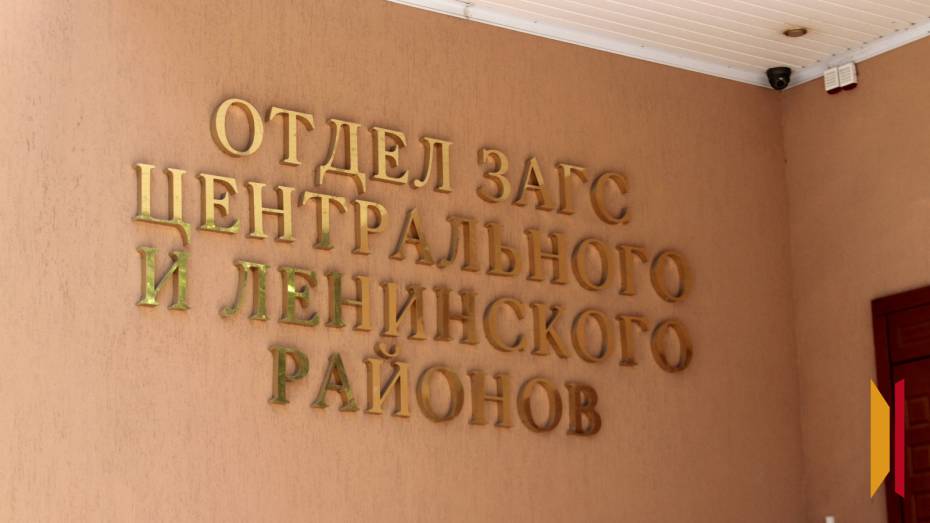 ОТДЕЛ ЗАГС
ЦЕНТРАЛЬНОГО
И ЛЕНИНСКОГО
РАЙОНОВ